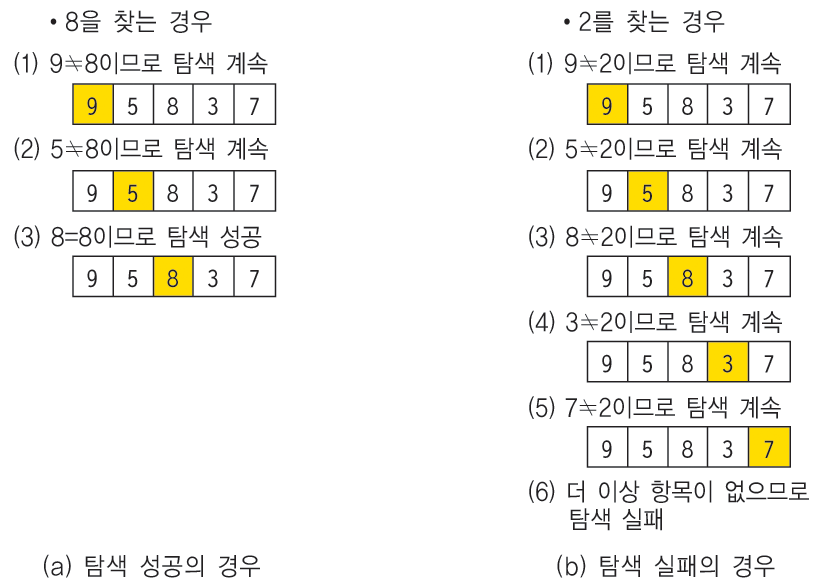 • 8을 찾는 경우
(1) 9≠8이므로 탐색 계속
9 5 8 3 7
(2) 5≠8이므로 탐색 계속
9 5 8 3 7
(3) 8=8이므로 탐색 성공
9 5 8 3 7
(a) 탐색 성공의 경우
• 2를 찾는 경우
(1) 9≠2이므로 탐색 계속
9 5 8 3 7
(2) 5≠2이므로 탐색 계속
9 5 8 3 7
(3) 8≠2이므로 탐색 계속
9 5 8 3 7
(4) 3≠2이므로 탐색 계속
9 5 8 3 7
(5) 7≠2이므로 탐색 계속
9 5 8 3 7
(6) 더 이상 항목이 없으므로
탐색 실패
(b) 탐색 실패의 경우